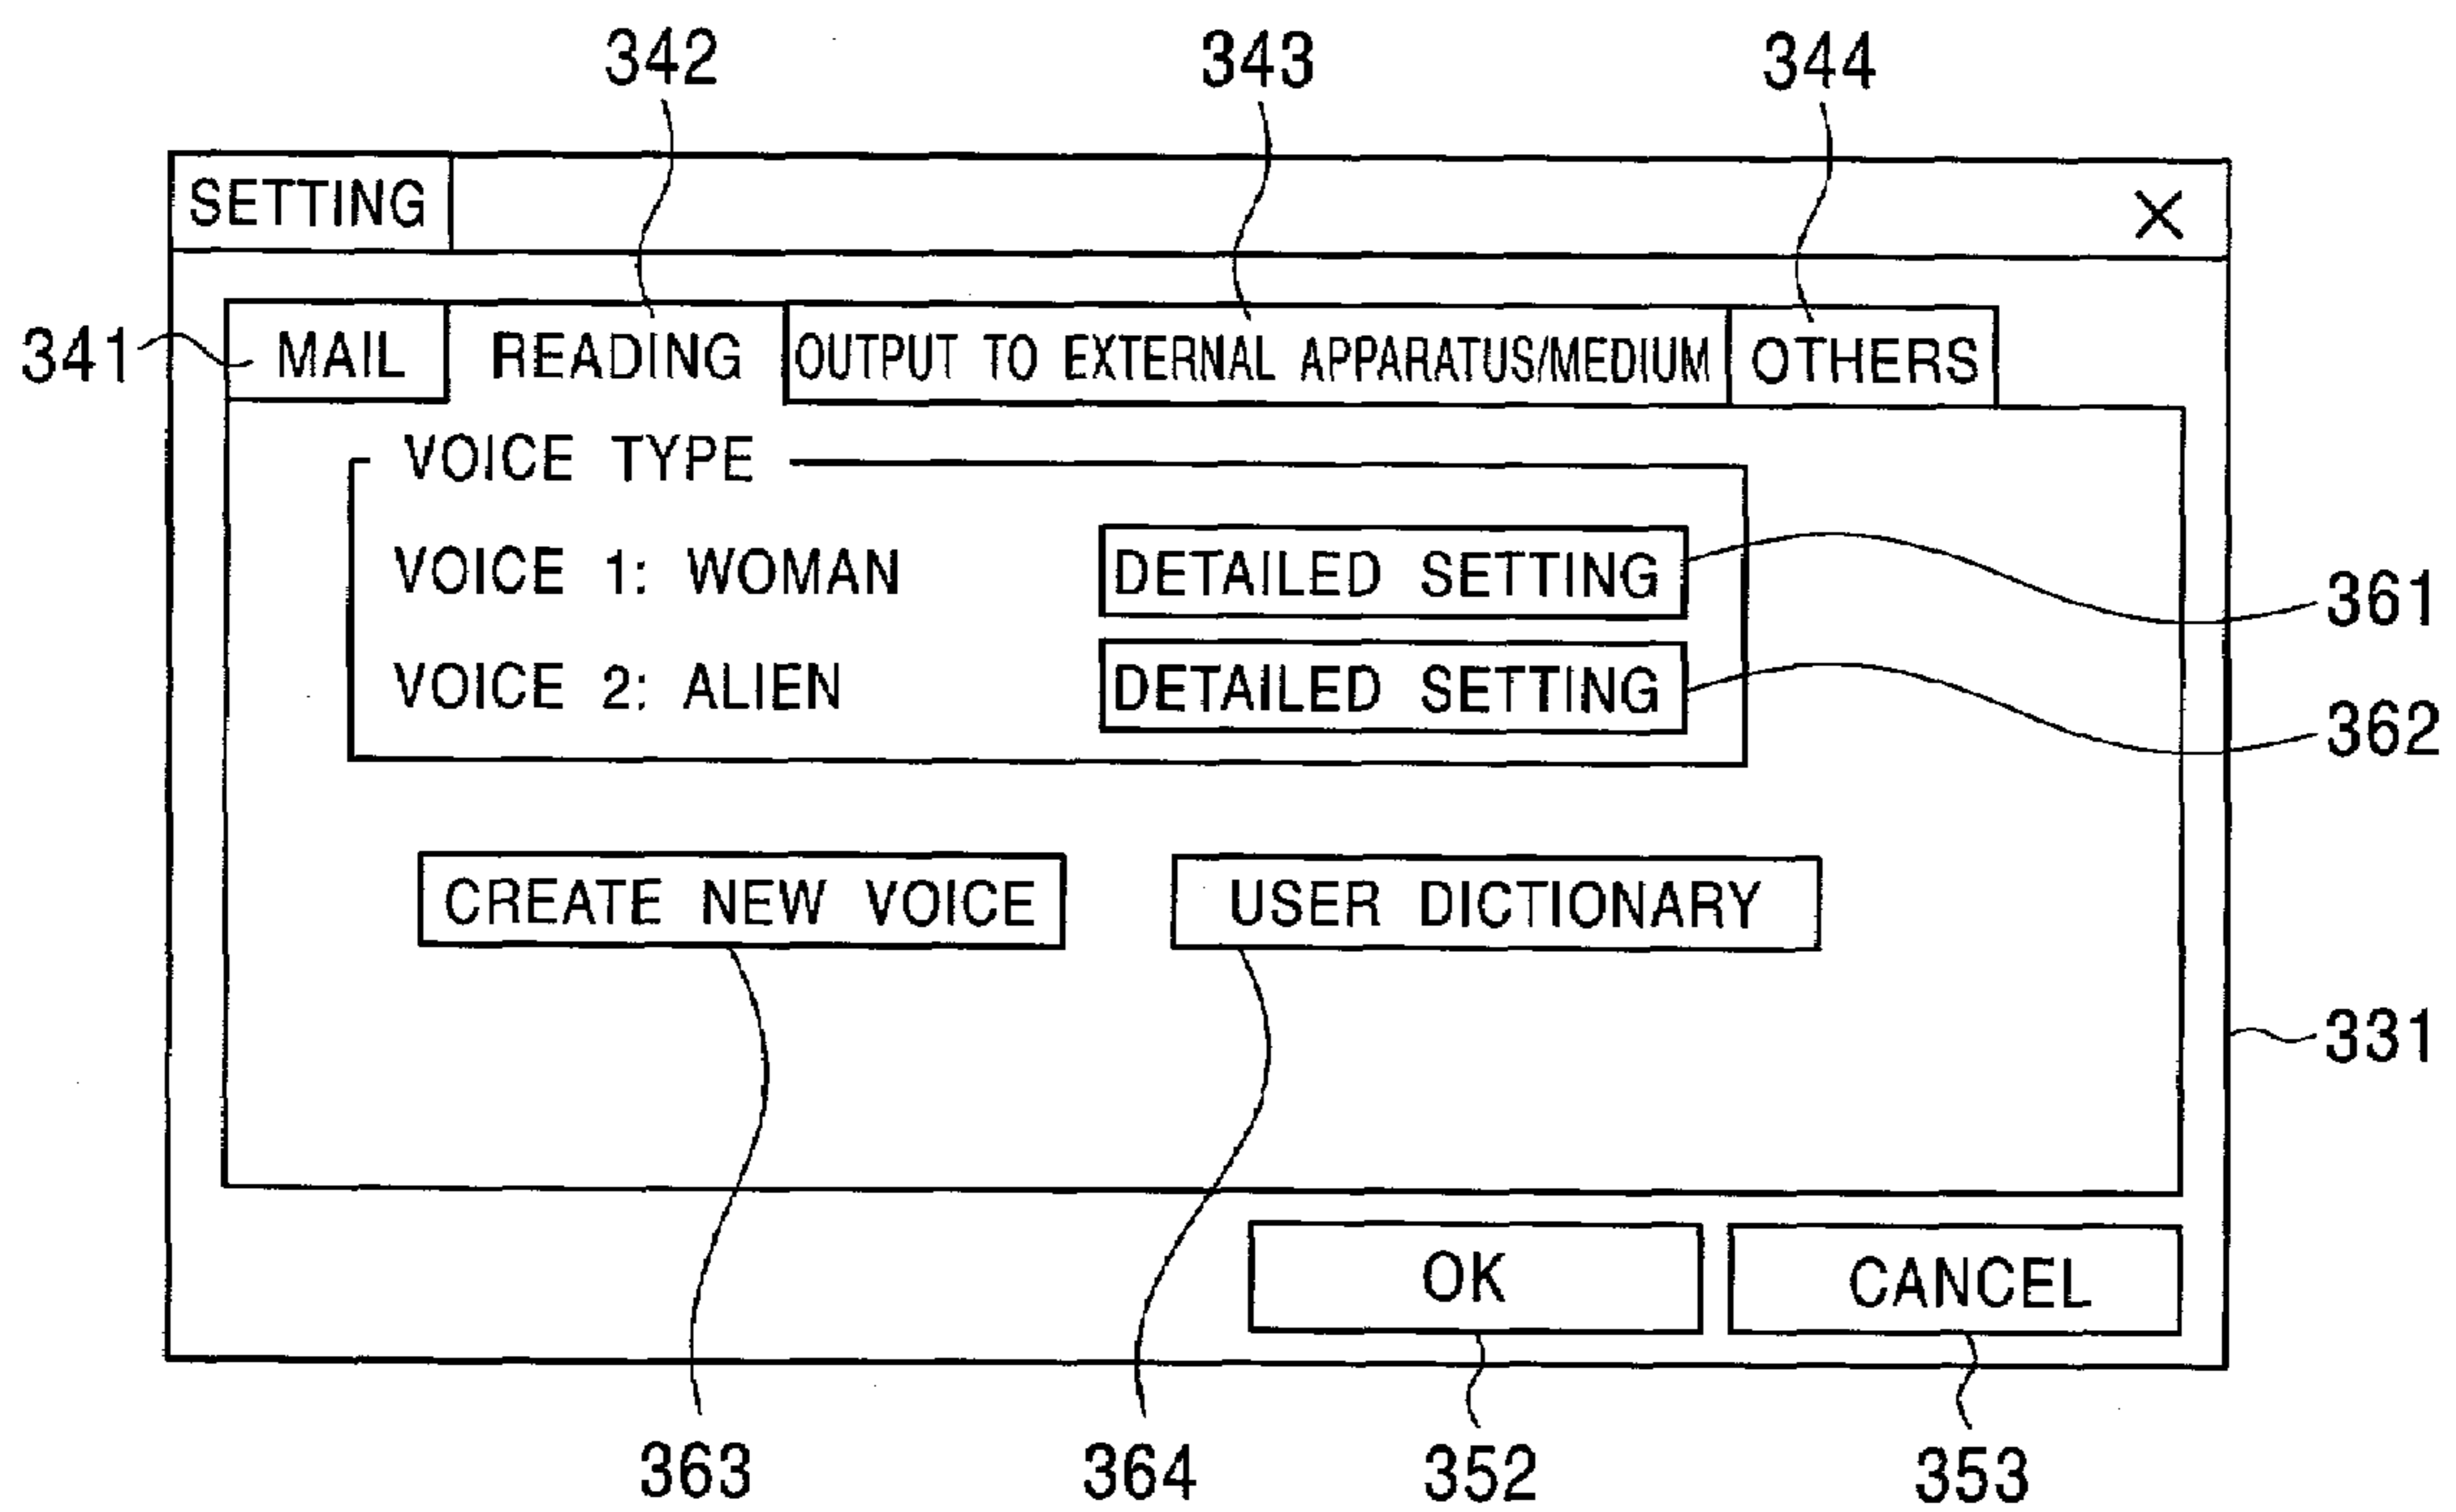 342 343 344
SETTING ×
341 MAIL READING OUTPUT TO EXTERNAL APPARATUS/MEDIUM OTHERS
VOICE TYPE
VOICE 1: WOMAN DETAILED SETTING
361
VOICE 2: ALIEN DETAILED SETTING
362
CREATE NEW VOICE USER DICTIONARY
331
OK CANCEL
363 364 352 353